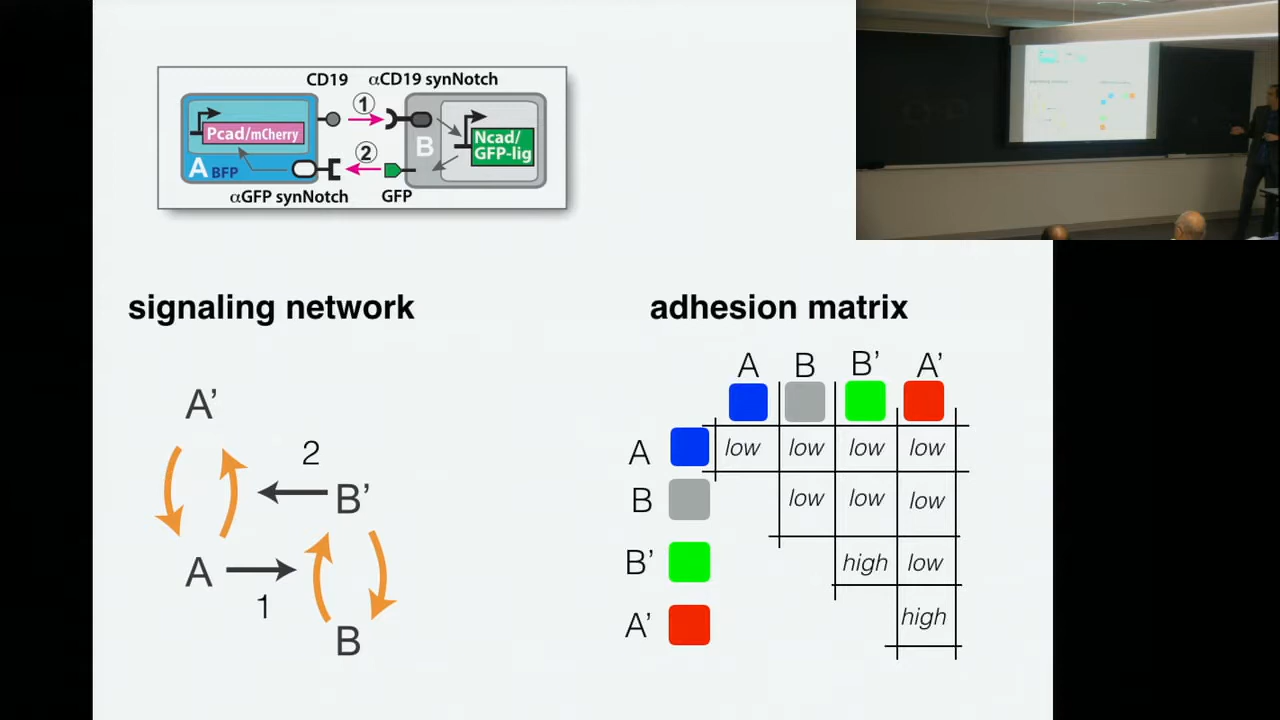 CD19 αCD19 synNotch
1
Pcad/mCherry
Ncad/
GFP-lig
B
2
A BFP
αGFP synNotch GFP
signaling network
adhesion matrix
A B B’ A’
A low low low low
B low low low
B’ high low
A’ high
A’
2
B’
A
1
B